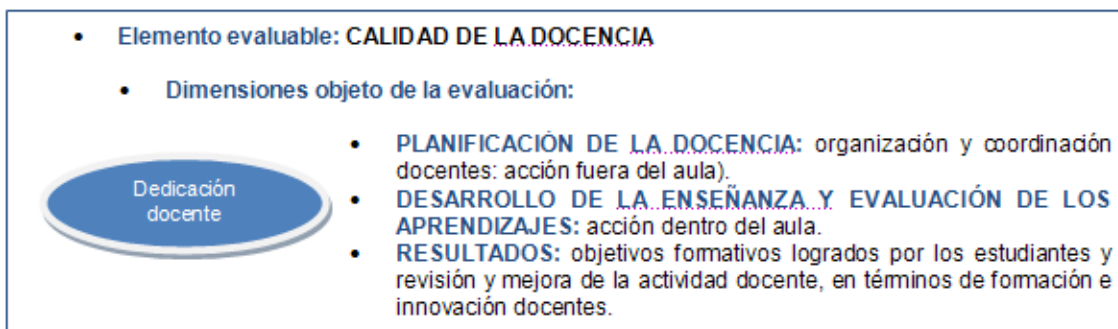 • Elemento evaluable: CALIDAD DE LA DOCENCIA
• Dimensiones objeto de la evaluación:
Dedicación
docente
• PLANIFICACIÓN DE LA DOCENCIA: organización y coordinación
docentes: acción fuera del aula).
• DESARROLLO DE LA ENSEÑANZA Y EVALUACIÓN DE LOS
APRENDIZAJES: acción dentro del aula.
• RESULTADOS: objetivos formativos logrados por los estudiantes y
revisión y mejora de la actividad docente, en términos de formación e
innovación docentes.